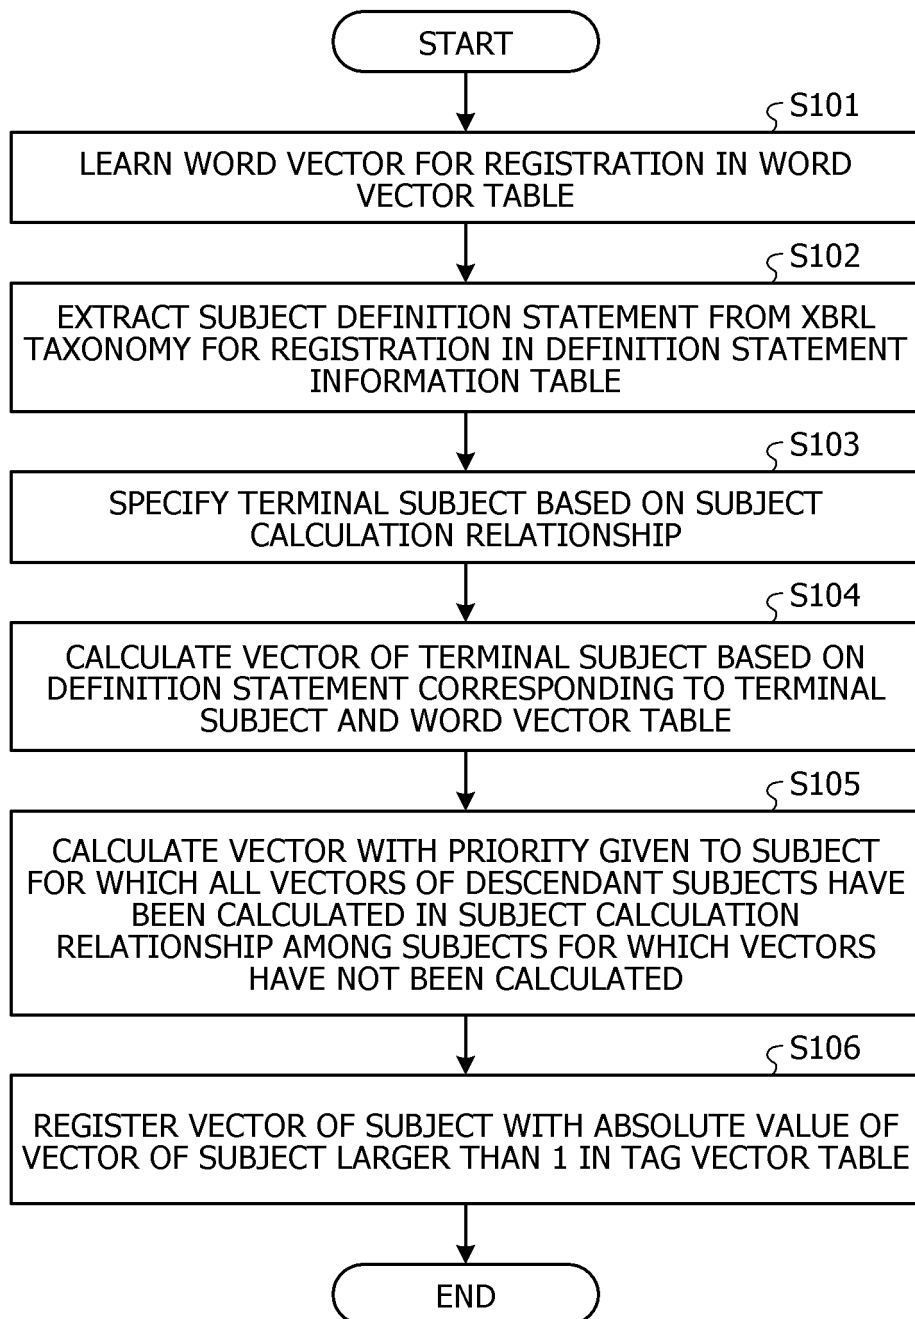 START
S101
LEARN WORD VECTOR FOR REGISTRATION IN WORD
VECTOR TABLE
S102
EXTRACT SUBJECT DEFINITION STATEMENT FROM XBRL
TAXONOMY FOR REGISTRATION IN DEFINITION STATEMENT
INFORMATION TABLE
S103
SPECIFY TERMINAL SUBJECT BASED ON SUBJECT
CALCULATION RELATIONSHIP
S104
CALCULATE VECTOR OF TERMINAL SUBJECT BASED ON
DEFINITION STATEMENT CORRESPONDING TO TERMINAL
SUBJECT AND WORD VECTOR TABLE
S105
CALCULATE VECTOR WITH PRIORITY GIVEN TO SUBJECT
FOR WHICH ALL VECTORS OF DESCENDANT SUBJECTS HAVE
BEEN CALCULATED IN SUBJECT CALCULATION
RELATIONSHIP AMONG SUBJECTS FOR WHICH VECTORS
HAVE NOT BEEN CALCULATED
S106
REGISTER VECTOR OF SUBJECT WITH ABSOLUTE VALUE OF
VECTOR OF SUBJECT LARGER THAN 1 IN TAG VECTOR TABLE
END